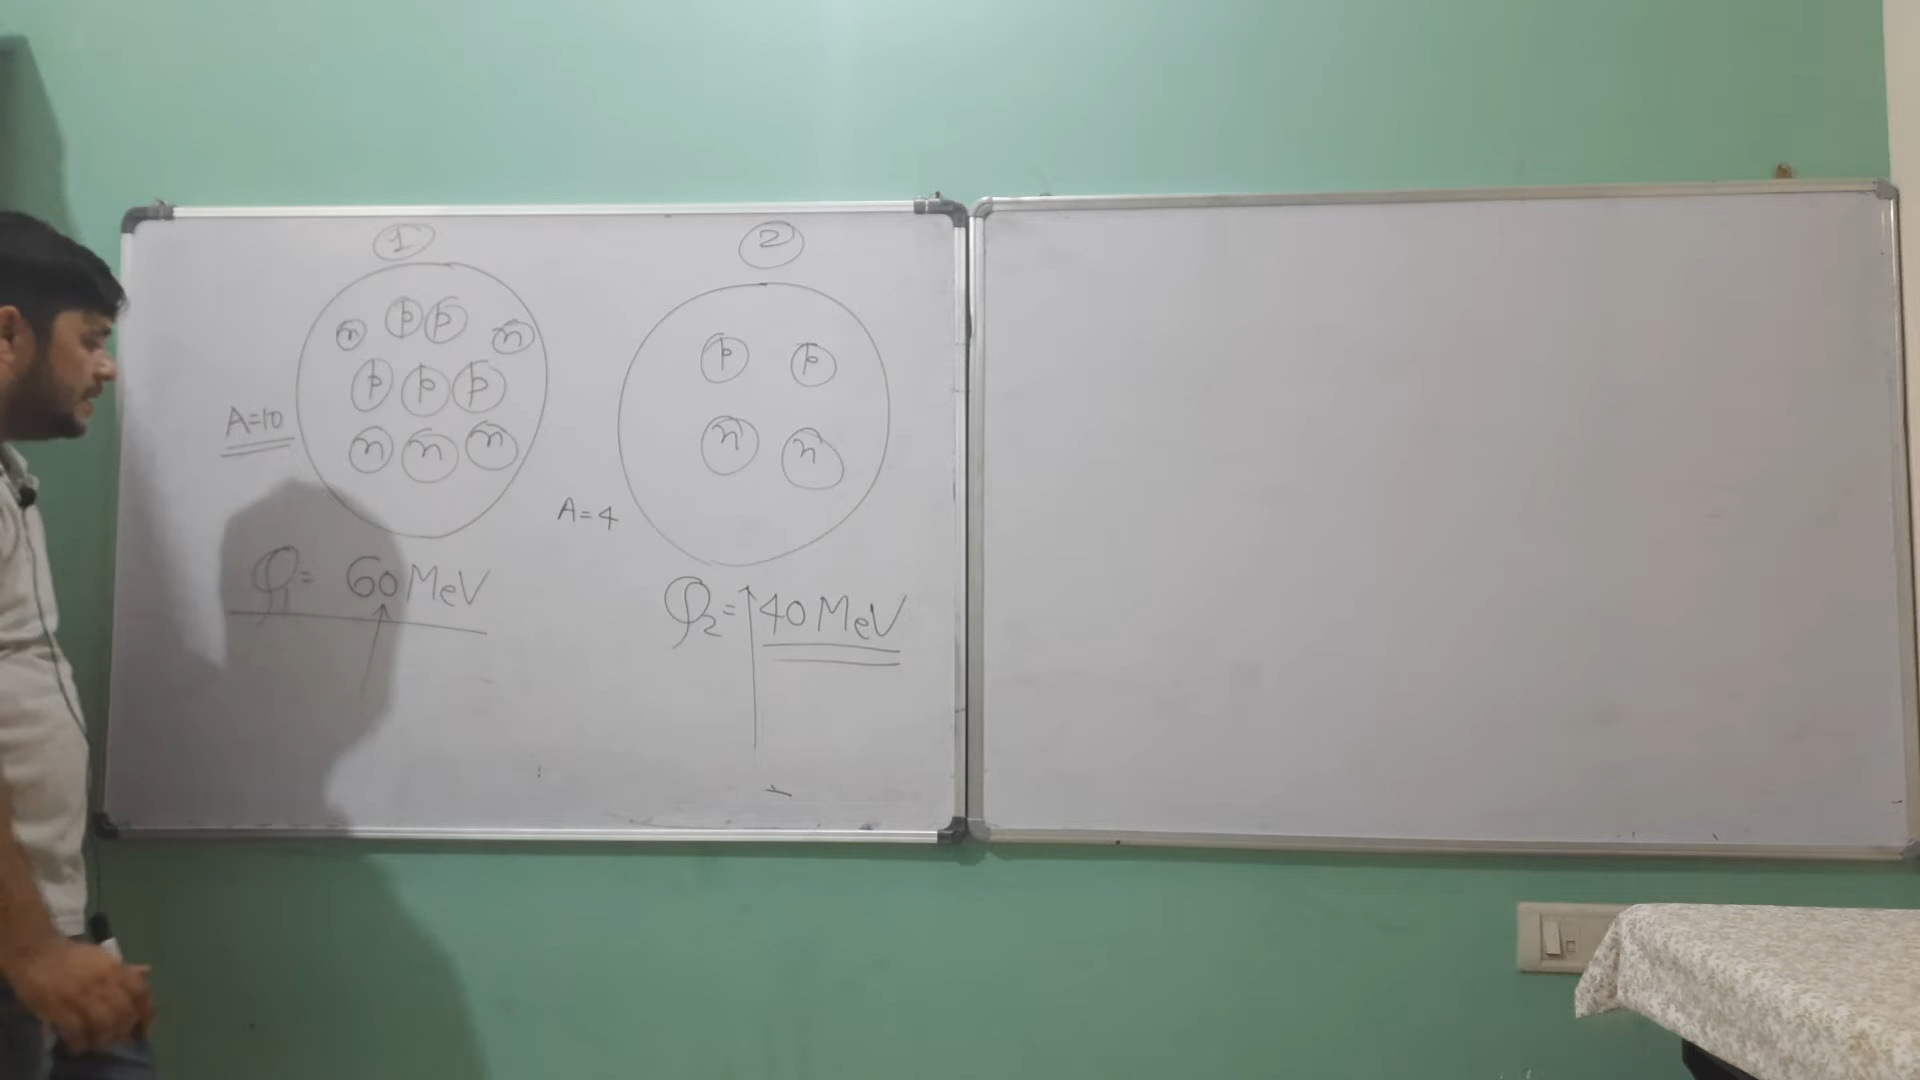 1
n p p n
p p p
n n n
A=10
Q1= 60 MeV
2
p p
n n
A=4
Q2= 40 MeV